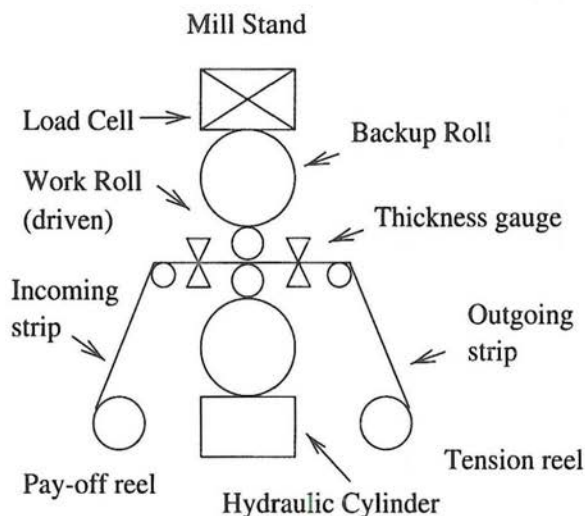 Mill Stand
Load Cell
Backup Roll
Work Roll
(driven)
Thickness gauge
Incoming
strip
Outgoing
strip
Pay-off reel
Tension reel
Hydraulic Cylinder